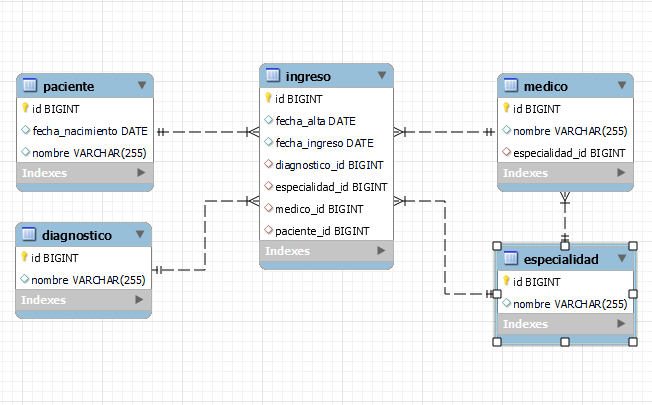 paciente
id BIGINT
fecha_nacimiento DATE
nombre VARCHAR(255)
Indexes
diagnostico
id BIGINT
nombre VARCHAR(255)
Indexes
ingreso
id BIGINT
fecha_alta DATE
fecha_ingreso DATE
diagnostico_id BIGINT
especialidad_id BIGINT
medico_id BIGINT
paciente_id BIGINT
Indexes
medico
id BIGINT
nombre VARCHAR(255)
especialidad_id BIGINT
Indexes
especialidad
id BIGINT
nombre VARCHAR(255)
Indexes